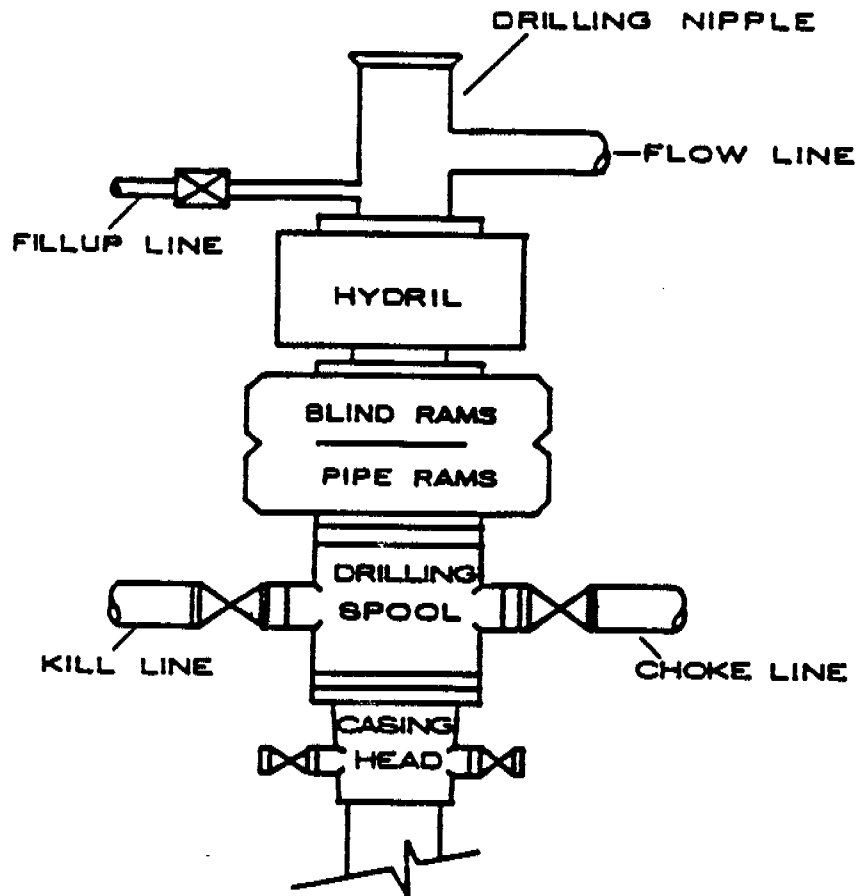 DRILLING NIPPLE
FLOW LINE
FILLUP LINE
HYDRIL
BLIND RAMS
PIPE RAMS
DRILLING
SPOOL
KILL LINE
CHOKE LINE
CASING
HEAD